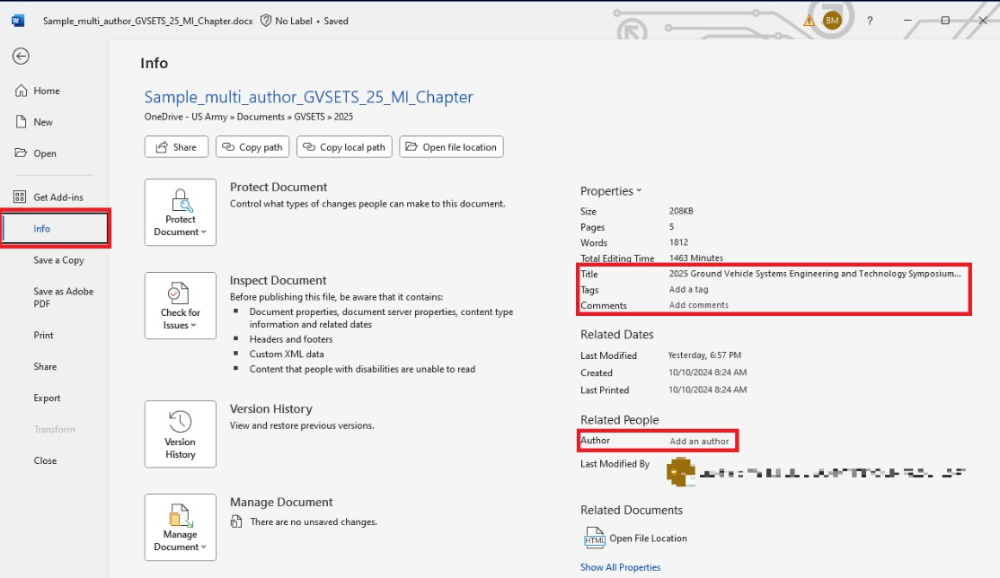 Sample_multi_author_GVSETS_25_MI_Chapter.docx No Label • Saved
BM
?
Info
Home
New
Open
Get Add-ins
Info
Save a Copy
Save as Adobe
PDF
Print
Share
Export
Transform
Close
Sample_multi_author_GVSETS_25_MI_Chapter
OneDrive - US Army » Documents » GVSETS » 2025
Share
Copy path
Copy local path
Open file location
Protect
Document
Protect Document
Control what types of changes people can make to this document.
Check for
Issues
Inspect Document
Before publishing this file, be aware that it contains:
Document properties, document server properties, content type
information and related dates
Headers and footers
Custom XML data
Content that people with disabilities are unable to read
Version
History
Version History
View and restore previous versions.
Manage
Document
Manage Document
There are no unsaved changes.
Properties
Size 208KB
Pages 5
Words 1812
Total Editing Time 1463 Minutes
Title 2025 Ground Vehicle Systems Engineering and Technology Symposium...
Tags Add a tag
Comments Add comments
Related Dates
Last Modified Yesterday, 6:57 PM
Created 10/10/2024 8:24 AM
Last Printed 10/10/2024 8:24 AM
Related People
Author Add an author
Last Modified By
Related Documents
HTML Open File Location
Show All Properties